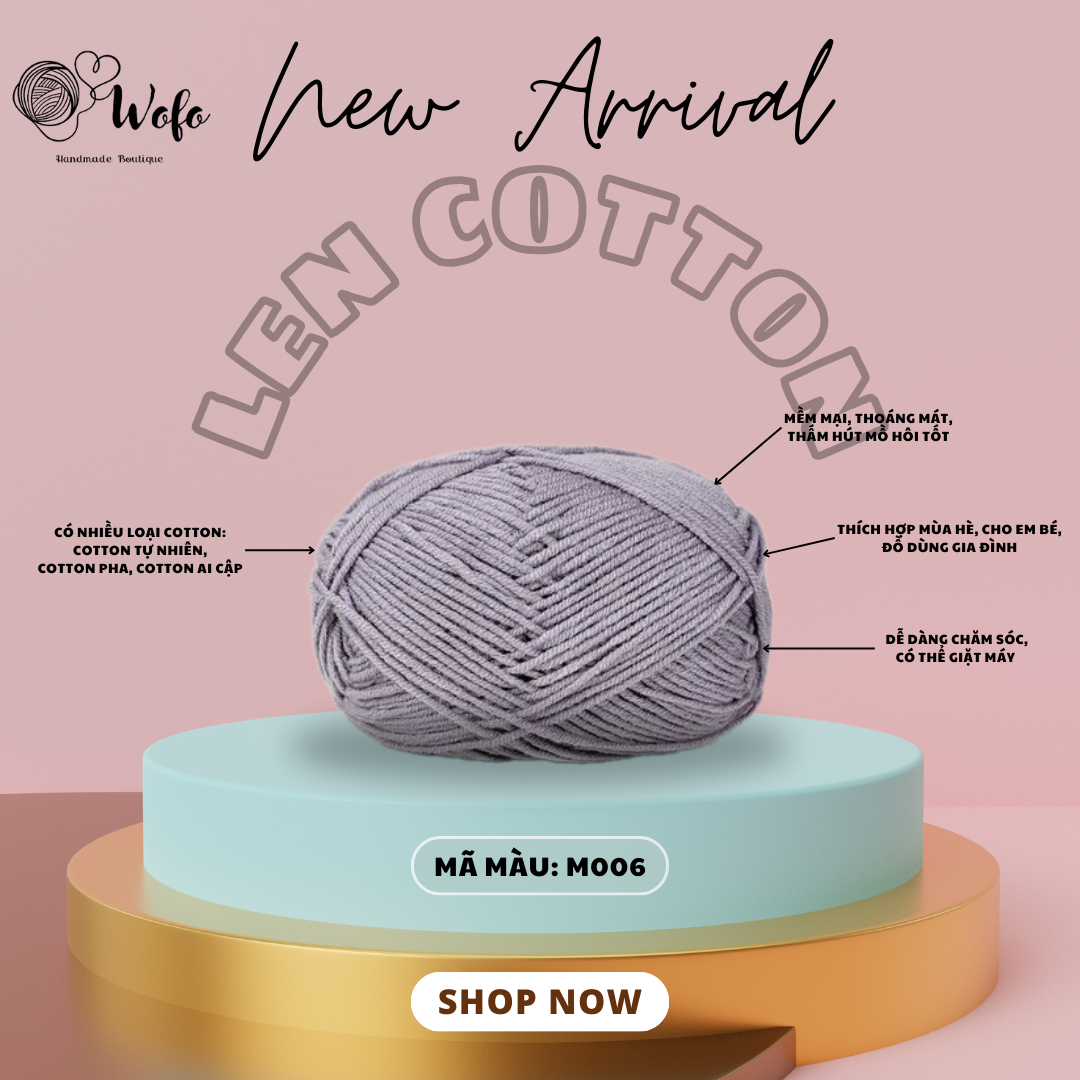 Wofo
Handmade Boutique
New Arrival
LEN COTTON
MỀM MẠI, THOÁNG MÁT,
THẤM HÚT MỒ HÔI TỐT
CÓ NHIỀU LOẠI COTTON:
COTTON TỰ NHIÊN,
COTTON PHA, COTTON AI CẬP
THÍCH HỢP MÙA HÈ, CHO EM BÉ,
ĐỒ DÙNG GIA ĐÌNH
DỄ DÀNG CHĂM SÓC,
CÓ THỂ GIẶT MÁY
MÃ MÀU: M006
SHOP NOW